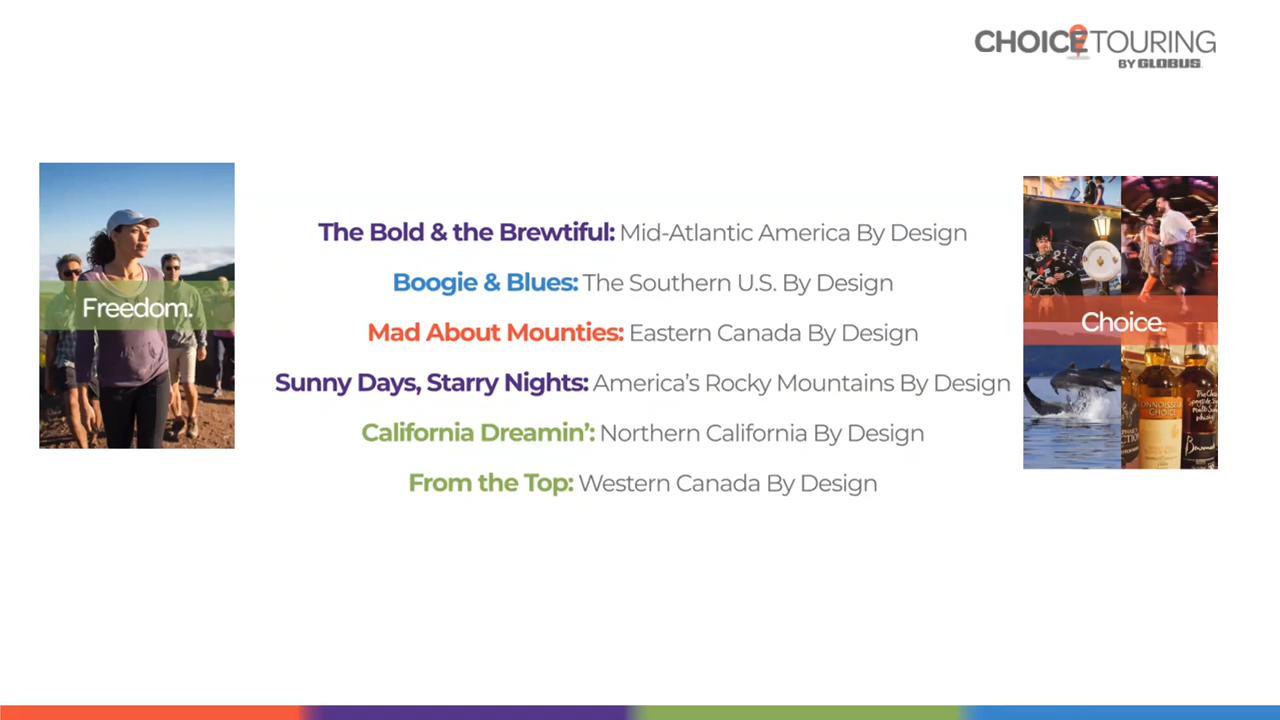 CHOICETOURING
BY GLOBUS
Freedom.
The Bold & the Brewtiful: Mid-Atlantic America By Design
Boogie & Blues: The Southern U.S. By Design
Mad About Mounties: Eastern Canada By Design
Sunny Days, Starry Nights: America's Rocky Mountains By Design
California Dreamin': Northern California By Design
From the Top: Western Canada By Design
Choice.
CHOICE